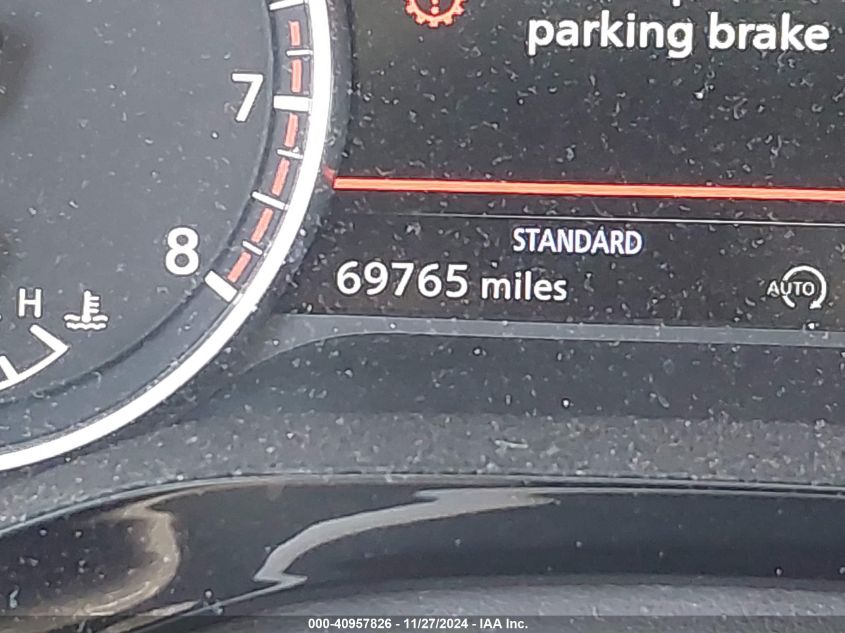 parking brake
7
STANDARD
8
69765 miles
AUTO
H
000-40957826 - 11/27/2024 - IAA Inc.